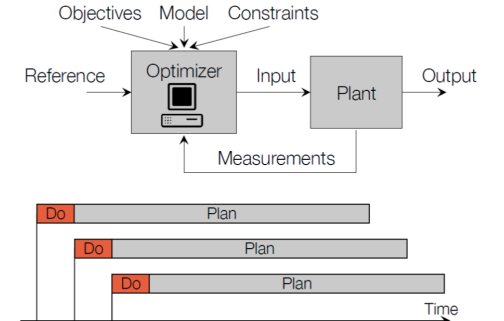 Objectives Model Constraints
Reference Optimizer Input Plant Output
Measurements
Do Plan
Do Plan
Do Plan
Time